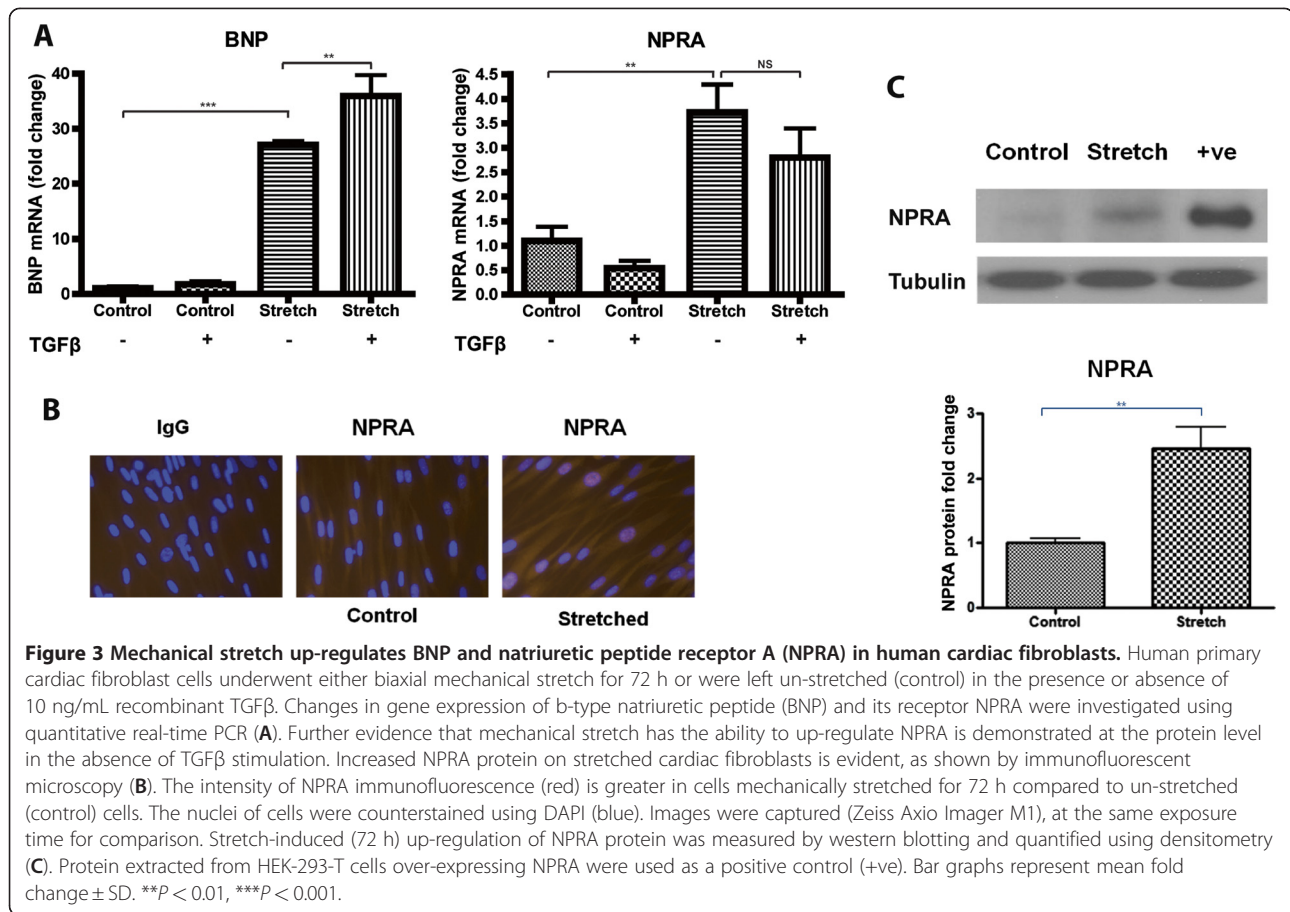 A
BNP
BNP mRNA (fold change)
40
30
20
10
0
***
**
Control Control Stretch Stretch
TGFβ - + - +
NPRA
NPRA mRNA (fold change)
4.5
4.0
3.5
3.0
2.5
2.0
1.5
1.0
0.5
0.0
**
NS
Control Control Stretch Stretch
TGFβ - + - +
B
IgG NPRA NPRA
Control Stretched
C
Control Stretch +ve
NPRA
Tubulin
NPRA
NPRA protein fold change
3
2
1
0
**
Control Stretch
Figure 3 Mechanical stretch up-regulates BNP and natriuretic peptide receptor A (NPRA) in human cardiac fibroblasts. Human primary
cardiac fibroblast cells underwent either biaxial mechanical stretch for 72 h or were left un-stretched (control) in the presence or absence of
10 ng/mL recombinant TGFβ. Changes in gene expression of b-type natriuretic peptide (BNP) and its receptor NPRA were investigated using
quantitative real-time PCR (A). Further evidence that mechanical stretch has the ability to up-regulate NPRA is demonstrated at the protein level
in the absence of TGFβ stimulation. Increased NPRA protein on stretched cardiac fibroblasts is evident, as shown by immunofluorescent
microscopy (B). The intensity of NPRA immunofluorescence (red) is greater in cells mechanically stretched for 72 h compared to un-stretched
(control) cells. The nuclei of cells were counterstained using DAPI (blue). Images were captured (Zeiss Axio Imager M1), at the same exposure
time for comparison. Stretch-induced (72 h) up-regulation of NPRA protein was measured by western blotting and quantified using densitometry
(C). Protein extracted from HEK-293-T cells over-expressing NPRA were used as a positive control (+ve). Bar graphs represent mean fold
change ± SD. **P < 0.01, ***P < 0.001.